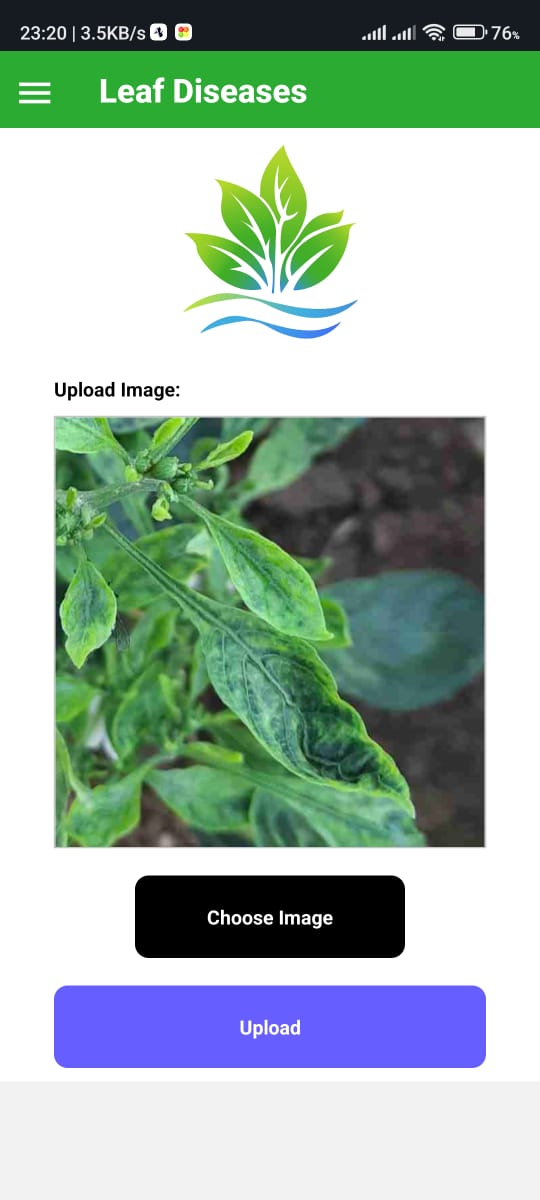 23:20 | 3.5KB/s 76%
Leaf Diseases
Upload Image:
Choose Image
Upload